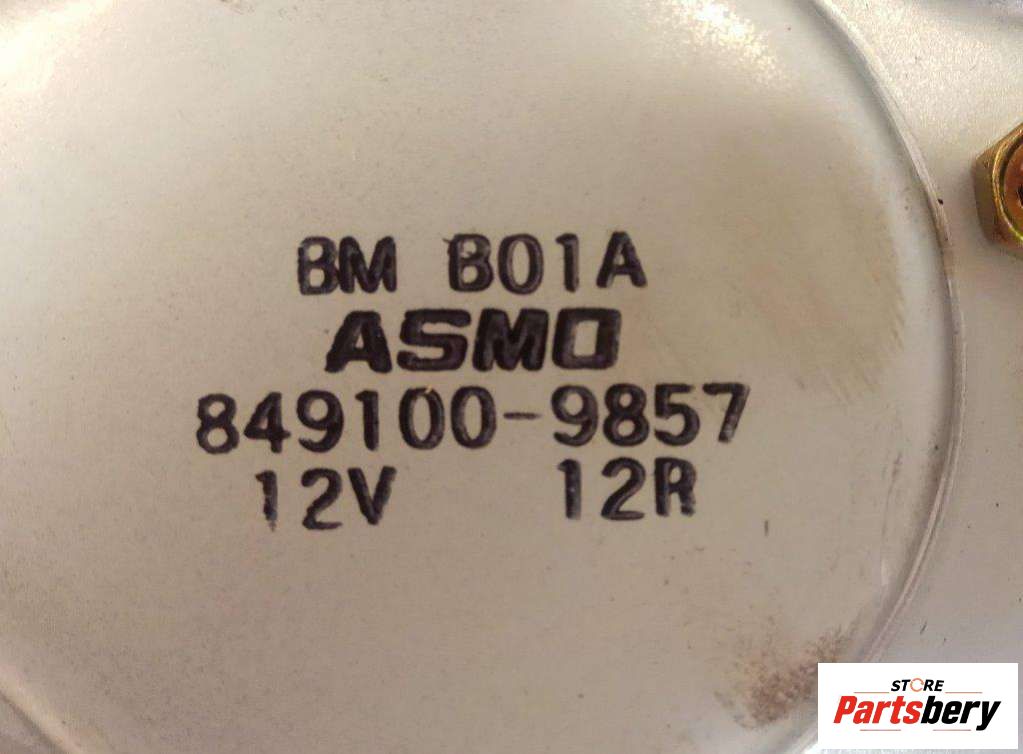 BM B01A
ASMO
849100-9857
12V 12R
STORE
Partsbery